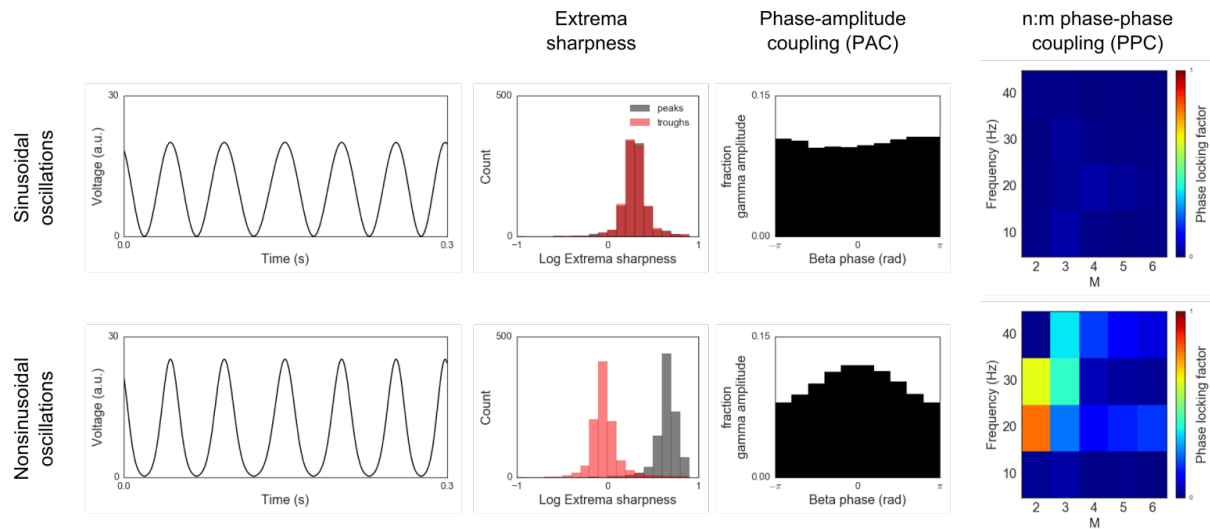 Extrema
sharpness
Phase-amplitude
coupling (PAC)
n:m phase-phase
coupling (PPC)
Sinusoidal
oscillations
Voltage (a.u.)
30
0
0.0
0.3
Time (s)
Count
500
0
peaks
troughs
−1
0
1
Log Extrema sharpness
fraction
gamma amplitude
0.15
0.00
−π
0
π
Beta phase (rad)
Frequency (Hz)
40
30
20
10
2 3 4 5 6
M
1
0
Phase locking factor
Nonsinusoidal
oscillations
Voltage (a.u.)
30
0
0.0
0.3
Time (s)
Count
500
0
−1
0
1
Log Extrema sharpness
fraction
gamma amplitude
0.15
0.00
−π
0
π
Beta phase (rad)
Frequency (Hz)
40
30
20
10
2 3 4 5 6
M
1
0
Phase locking factor